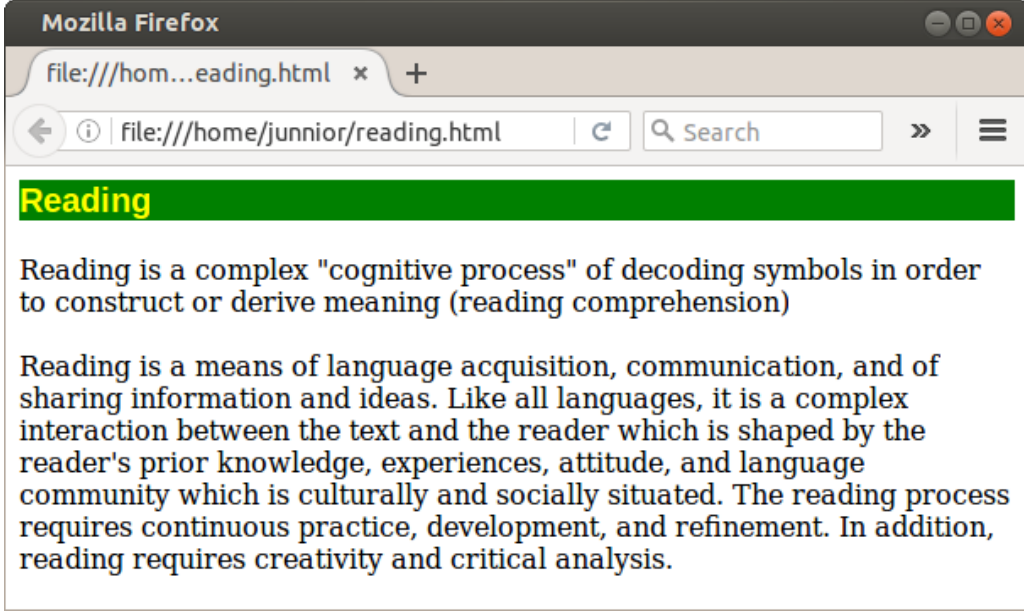 Mozilla Firefox
file:///hom...eading.html
file:///home/junnior/reading.html
Search
Reading
Reading is a complex "cognitive process" of decoding symbols in order
to construct or derive meaning (reading comprehension)
Reading is a means of language acquisition, communication, and of
sharing information and ideas. Like all languages, it is a complex
interaction between the text and the reader which is shaped by the
reader's prior knowledge, experiences, attitude, and language
community which is culturally and socially situated. The reading process
requires continuous practice, development, and refinement. In addition,
reading requires creativity and critical analysis.